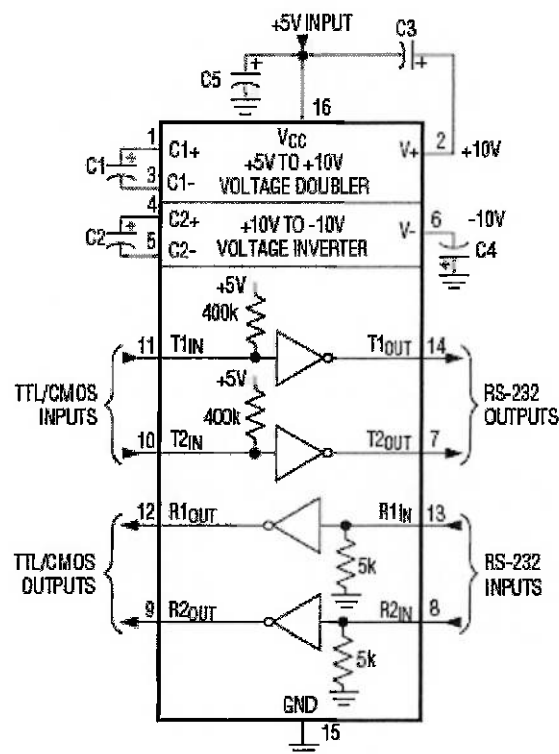 +5V INPUT
C3
+
C5
+
16
1
C1+
VCC
V+
2
+10V
C1
+
+5V TO +10V
3
C1-
VOLTAGE DOUBLER
4
C2+
+10V TO -10V
V-
6
-10V
C2
+
5
C2-
VOLTAGE INVERTER
C4
+
+5V
400k
11
T1IN
T1OUT
14
TTL/CMOS
INPUTS
+5V
400k
RS-232
OUTPUTS
10
T2IN
T2OUT
7
12
R1OUT
R1IN
13
TTL/CMOS
OUTPUTS
5k
RS-232
INPUTS
9
R2OUT
R2IN
8
5k
GND
15